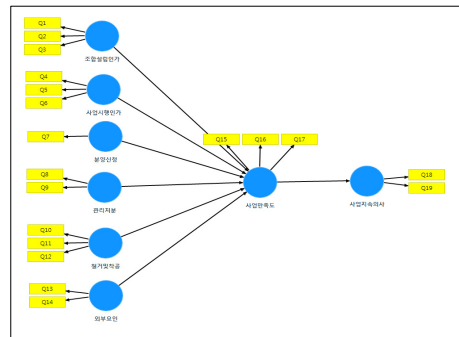 Q1
Q2
Q3
조합설립인가
Q4
Q5
Q6
사업시행인가
Q7
분양신청
Q8
Q9
관리처분
Q10
Q11
Q12
철거및착공
Q13
Q14
외부요인
Q15 Q16 Q17
사업만족도
사업지속의사
Q18
Q19